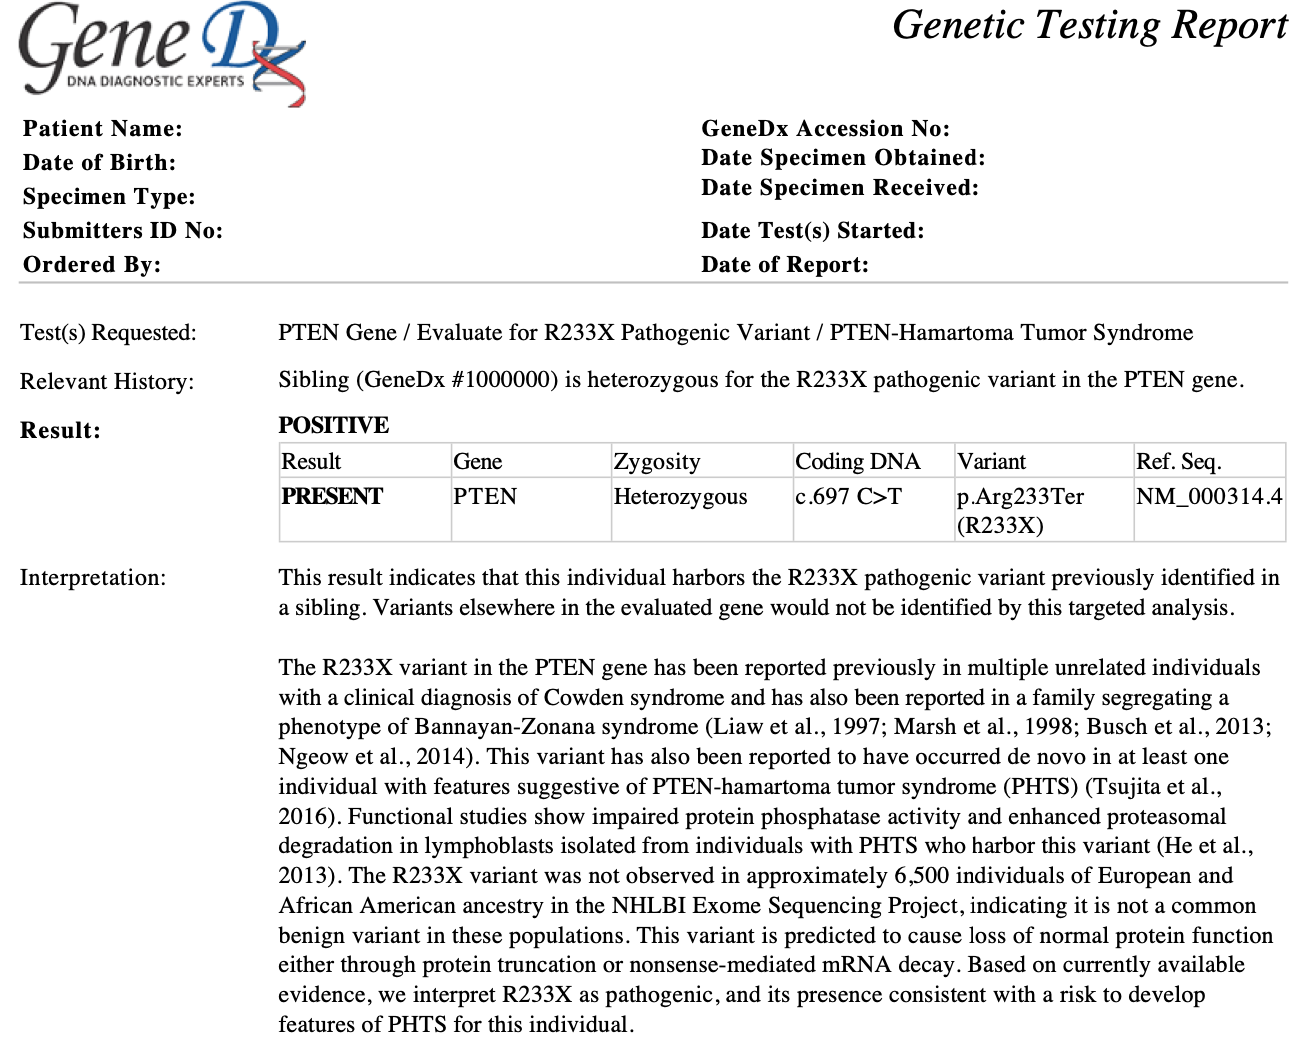 GeneDx
DNA DIAGNOSTIC EXPERTS
Genetic Testing Report
Patient Name:
Date of Birth:
Specimen Type:
Submitters ID No:
Ordered By:
GeneDx Accession No:
Date Specimen Obtained:
Date Specimen Received:
Date Test(s) Started:
Date of Report:
Test(s) Requested: PTEN Gene / Evaluate for R233X Pathogenic Variant / PTEN-Hamartoma Tumor Syndrome
Relevant History: Sibling (GeneDx #1000000) is heterozygous for the R233X pathogenic variant in the PTEN gene.
Result: POSITIVE
Result Gene Zygosity Coding DNA Variant Ref. Seq.
PRESENT PTEN Heterozygous c.697 C>T p.Arg233Ter NM_000314.4
(R233X)
Interpretation: This result indicates that this individual harbors the R233X pathogenic variant previously identified in
a sibling. Variants elsewhere in the evaluated gene would not be identified by this targeted analysis.
The R233X variant in the PTEN gene has been reported previously in multiple unrelated individuals
with a clinical diagnosis of Cowden syndrome and has also been reported in a family segregating a
phenotype of Bannayan-Zonana syndrome (Liaw et al., 1997; Marsh et al., 1998; Busch et al., 2013;
Ngeow et al., 2014). This variant has also been reported to have occurred de novo in at least one
individual with features suggestive of PTEN-hamartoma tumor syndrome (PHTS) (Tsujita et al.,
2016). Functional studies show impaired protein phosphatase activity and enhanced proteasomal
degradation in lymphoblasts isolated from individuals with PHTS who harbor this variant (He et al.,
2013). The R233X variant was not observed in approximately 6,500 individuals of European and
African American ancestry in the NHLBI Exome Sequencing Project, indicating it is not a common
benign variant in these populations. This variant is predicted to cause loss of normal protein function
either through protein truncation or nonsense-mediated mRNA decay. Based on currently available
evidence, we interpret R233X as pathogenic, and its presence consistent with a risk to develop
features of PHTS for this individual.